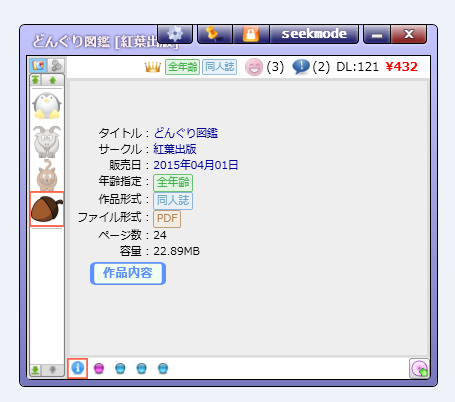 どんぐり図鑑 [紅葉出版]
seekmode
全年齢 同人誌 (3) (2) DL:121 ¥432
タイトル : どんぐり図鑑
サークル : 紅葉出版
販売日 : 2015年04月01日
年齢指定 : 全年齢
作品形式 : 同人誌
ファイル形式 : PDF
ページ数 : 24
容量 : 22.89MB
作品内容